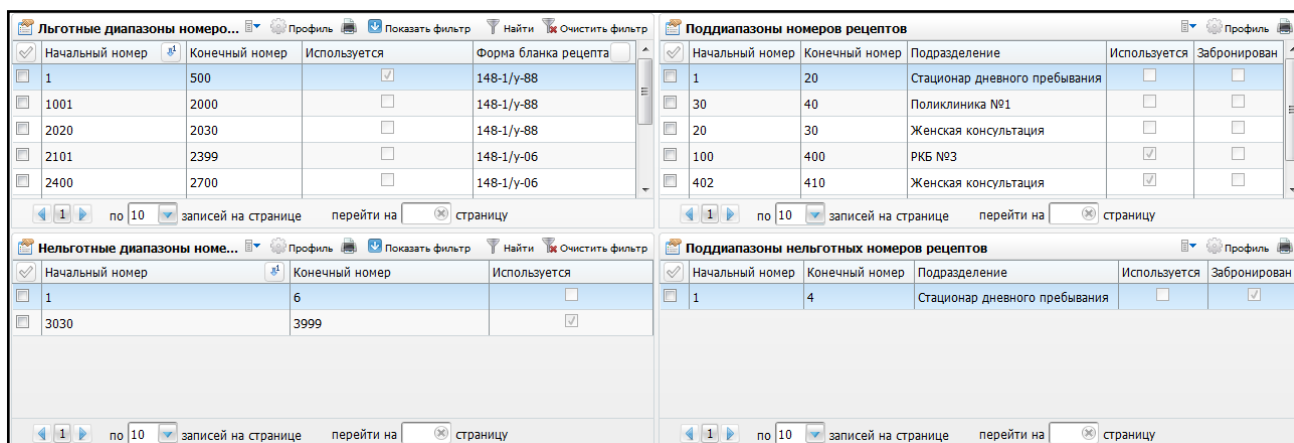 Льготные диапазоны номеро... Профиль Показать фильтр Найти Очистить фильтр
Начальный номер Конечный номер Используется Форма бланка рецепта
1 500 148-1/у-88
1001 2000 148-1/у-88
2020 2030 148-1/у-88
2101 2399 148-1/у-06
2400 2700 148-1/у-06
1 по 10 записей на странице перейти на страницу
Поддиапазоны номеров рецептов Профиль
Начальный номер Конечный номер Подразделение Используется Забронирован
1 20 Стационар дневного пребывания
30 40 Поликлиника №1
20 30 Женская консультация
100 400 РКБ №3
402 410 Женская консультация
1 по 10 записей на странице перейти на страницу
Нельготные диапазоны номе... Профиль Показать фильтр Найти Очистить фильтр
Начальный номер Конечный номер Используется
1 6
3030 3999
1 по 10 записей на странице перейти на страницу
Поддиапазоны нельготных номеров рецептов Профиль
Начальный номер Конечный номер Подразделение Используется Забронирован
1 4 Стационар дневного пребывания
1 по 10 записей на странице перейти на страницу